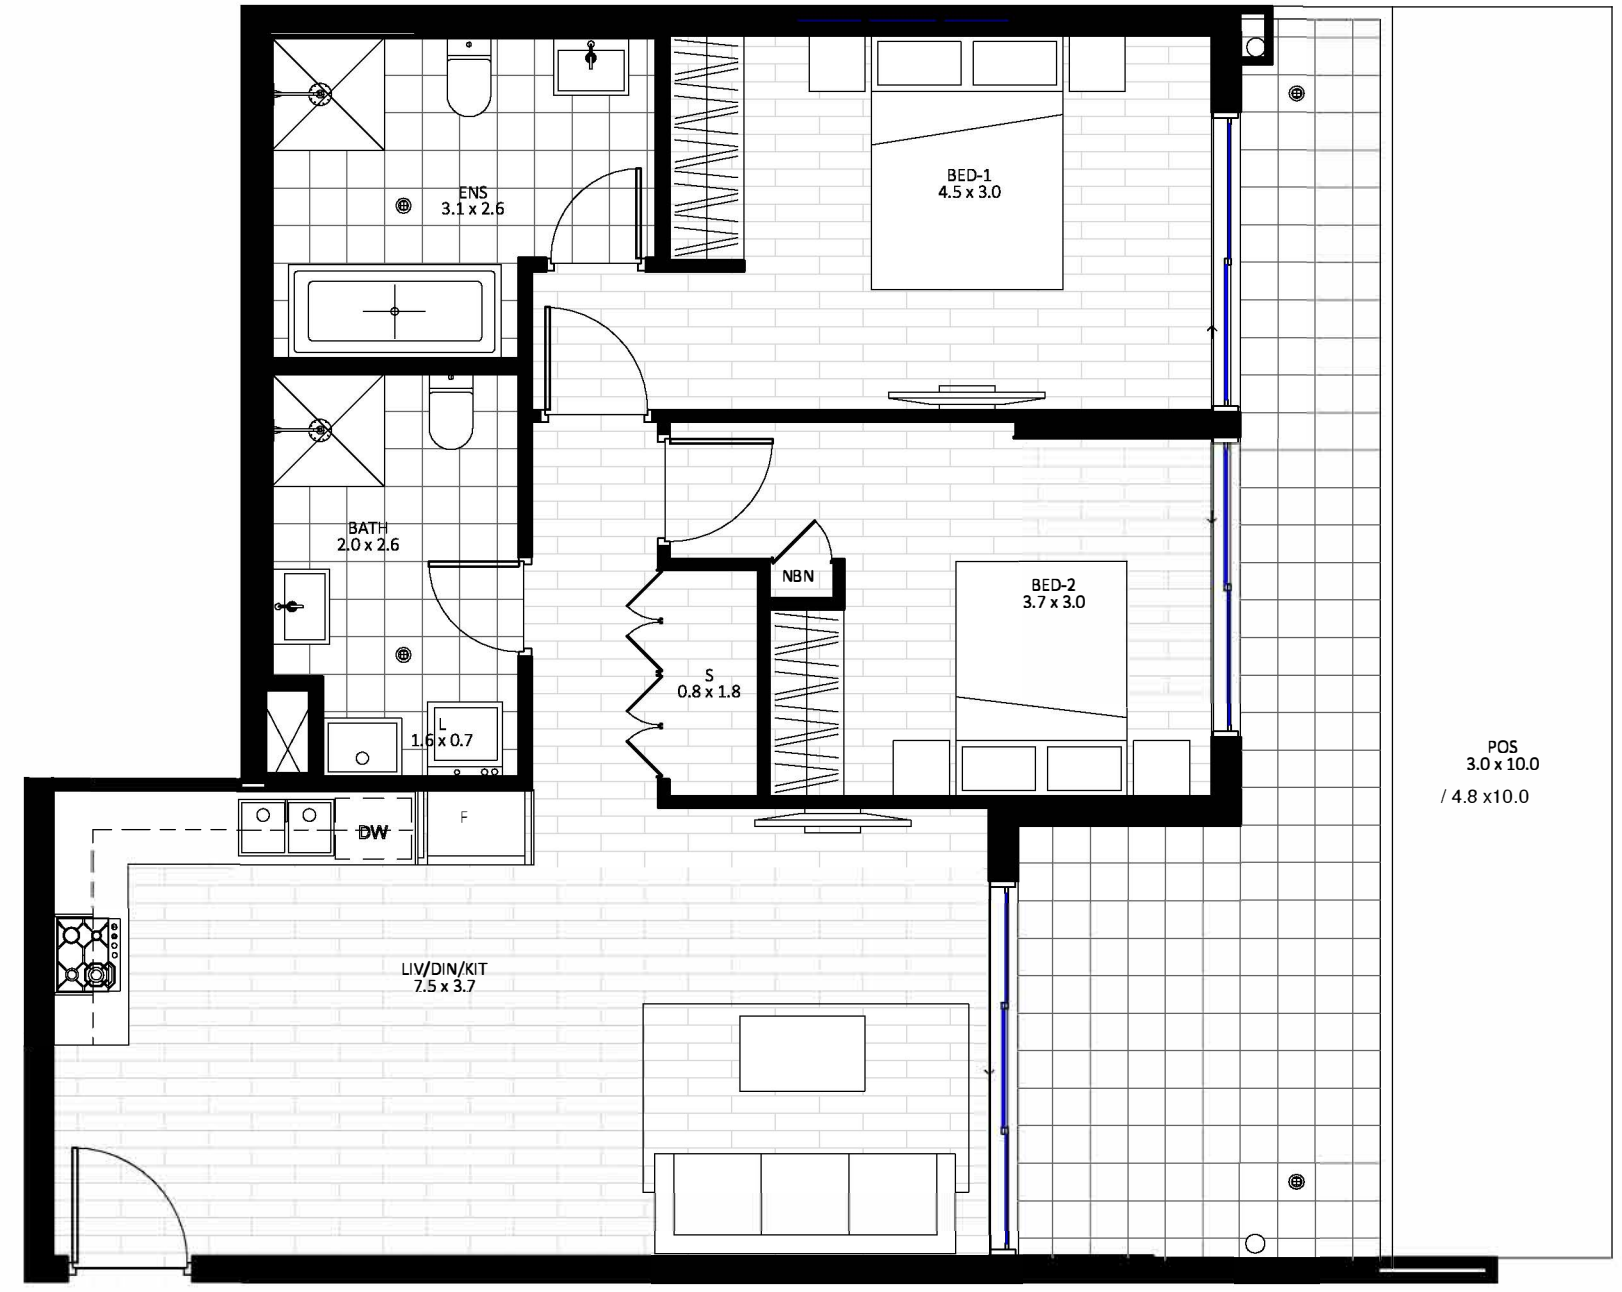 ENS
3.1 x 2.6
BED-1
4.5 x 3.0
BATH
2.0 x 2.6
NBN
BED-2
3.7 x 3.0
S
0.8 x 1.8
L
1.6 x 0.7
POS
3.0 x 10.0
/ 4.8 x10.0
DW
F
LIV/DIN/KIT
7.5 x 3.7